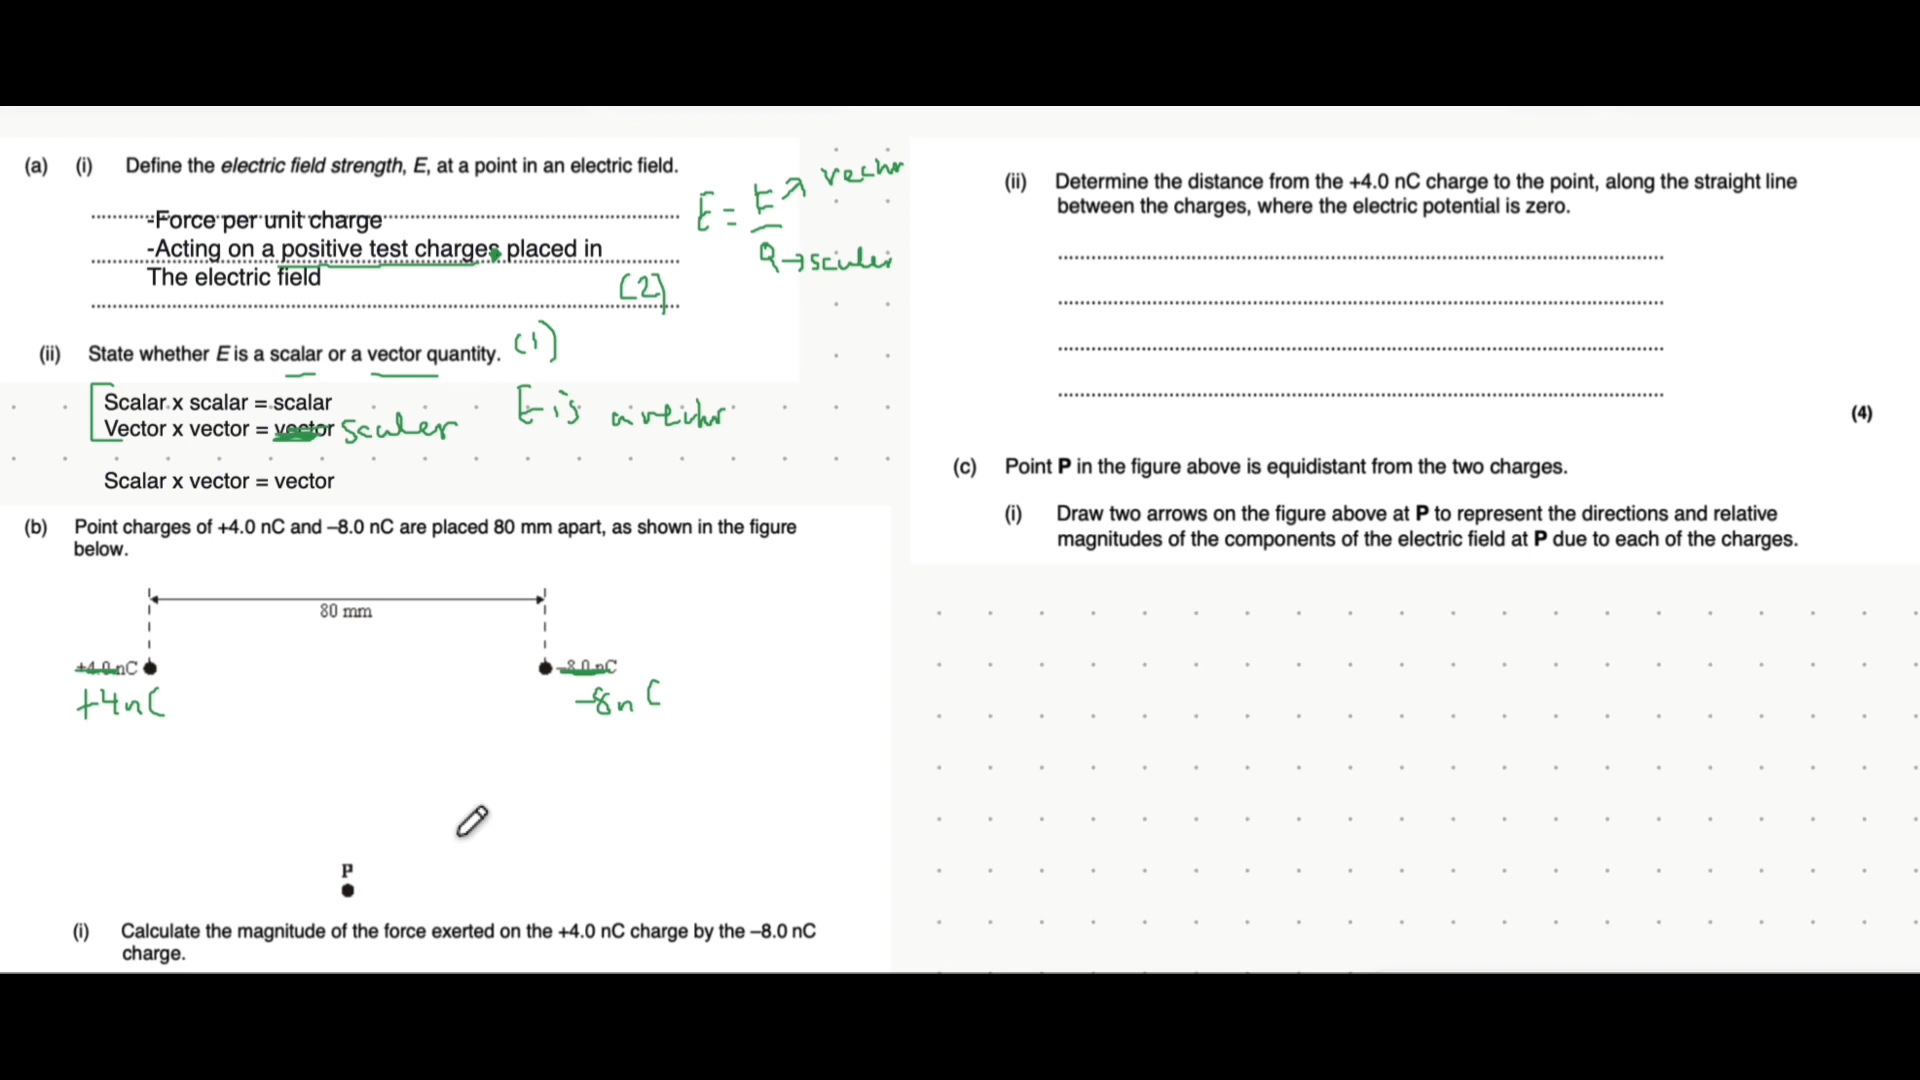 (a) (i) Define the electric field strength, E, at a point in an electric field.
-Force per unit charge
-Acting on a positive test charges placed in
The electric field
(2)
E = F → vector
Q → scalar
(ii) State whether E is a scalar or a vector quantity. (1)
Scalar x scalar = scalar
Vector x vector = vector scaler
E is a vector
Scalar x vector = vector
(b) Point charges of +4.0 nC and –8.0 nC are placed 80 mm apart, as shown in the figure
below.
80 mm
+4.0 nC
–8.0 nC
+4nC
-8nC
P
(i) Calculate the magnitude of the force exerted on the +4.0 nC charge by the –8.0 nC
charge.
(ii) Determine the distance from the +4.0 nC charge to the point, along the straight line
between the charges, where the electric potential is zero.
(4)
(c) Point P in the figure above is equidistant from the two charges.
(i) Draw two arrows on the figure above at P to represent the directions and relative
magnitudes of the components of the electric field at P due to each of the charges.